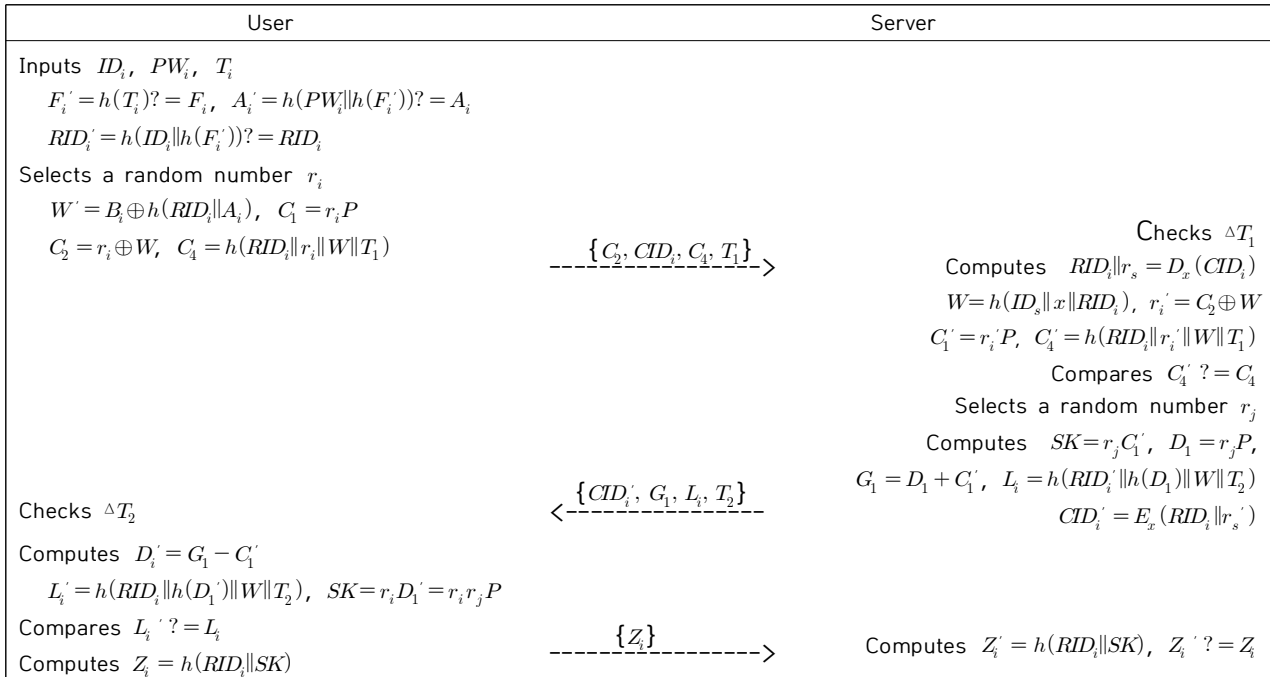 User
Server
Inputs ID_i, PW_i, T_i
F_i′ = h(T_i)? = F_i, A_i′ = h(PW_i||h(F_i′))? = A_i
RID_i′ = h(ID_i||h(F_i′))? = RID_i
Selects a random number r_i
W′ = B_i⊕h(RID_i||A_i), C_1 = r_iP
C_2 = r_i⊕W, C_4 = h(RID_i||r_i||W||T_1)
{C_2, CID_i, C_4, T_1}
Checks △T_1
Computes RID_i||r_s = D_x(CID_i)
W = h(ID_s||x||RID_i), r_i′ = C_2⊕W
C_1′ = r_i′P, C_4′ = h(RID_i||r_i′||W||T_1)
Compares C_4′ ? = C_4
Selects a random number r_j
Computes SK = r_jC_1′, D_1 = r_jP,
G_1 = D_1 + C_1′, L_i = h(RID_i′||h(D_1)||W||T_2)
CID_i′ = E_x(RID_i||r_s′)
{CID_i′, G_1, L_i, T_2}
Checks △T_2
Computes D_i′ = G_1 − C_1′
L_i′ = h(RID_i||h(D_1′)||W||T_2), SK = r_iD_1′ = r_ir_jP
Compares L_i′ ? = L_i
Computes Z_i = h(RID_i||SK)
{Z_i}
Computes Z_i′ = h(RID_i||SK), Z_i′ ? = Z_i